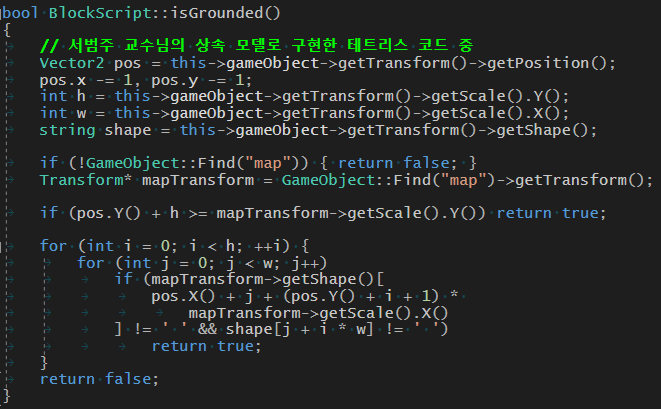 bool BlockScript::isGrounded()
{
// 서범주 교수님의 상속 모델로 구현한 테트리스 코드 중
Vector2 pos = this->gameObject->getTransform()->getPosition();
pos.x -= 1, pos.y -= 1;
int h = this->gameObject->getTransform()->getScale().Y();
int w = this->gameObject->getTransform()->getScale().X();
string shape = this->gameObject->getTransform()->getShape();
if (!GameObject::Find("map")) { return false; }
Transform* mapTransform = GameObject::Find("map")->getTransform();
if (pos.Y() + h >= mapTransform->getScale().Y()) return true;
for (int i = 0; i < h; ++i) {
for (int j = 0; j < w; j++)
if (mapTransform->getShape()[
pos.X() + j + (pos.Y() + i + 1) *
mapTransform->getScale().X()
] != ' ' && shape[j + i * w] != ' ')
return true;
}
return false;
}